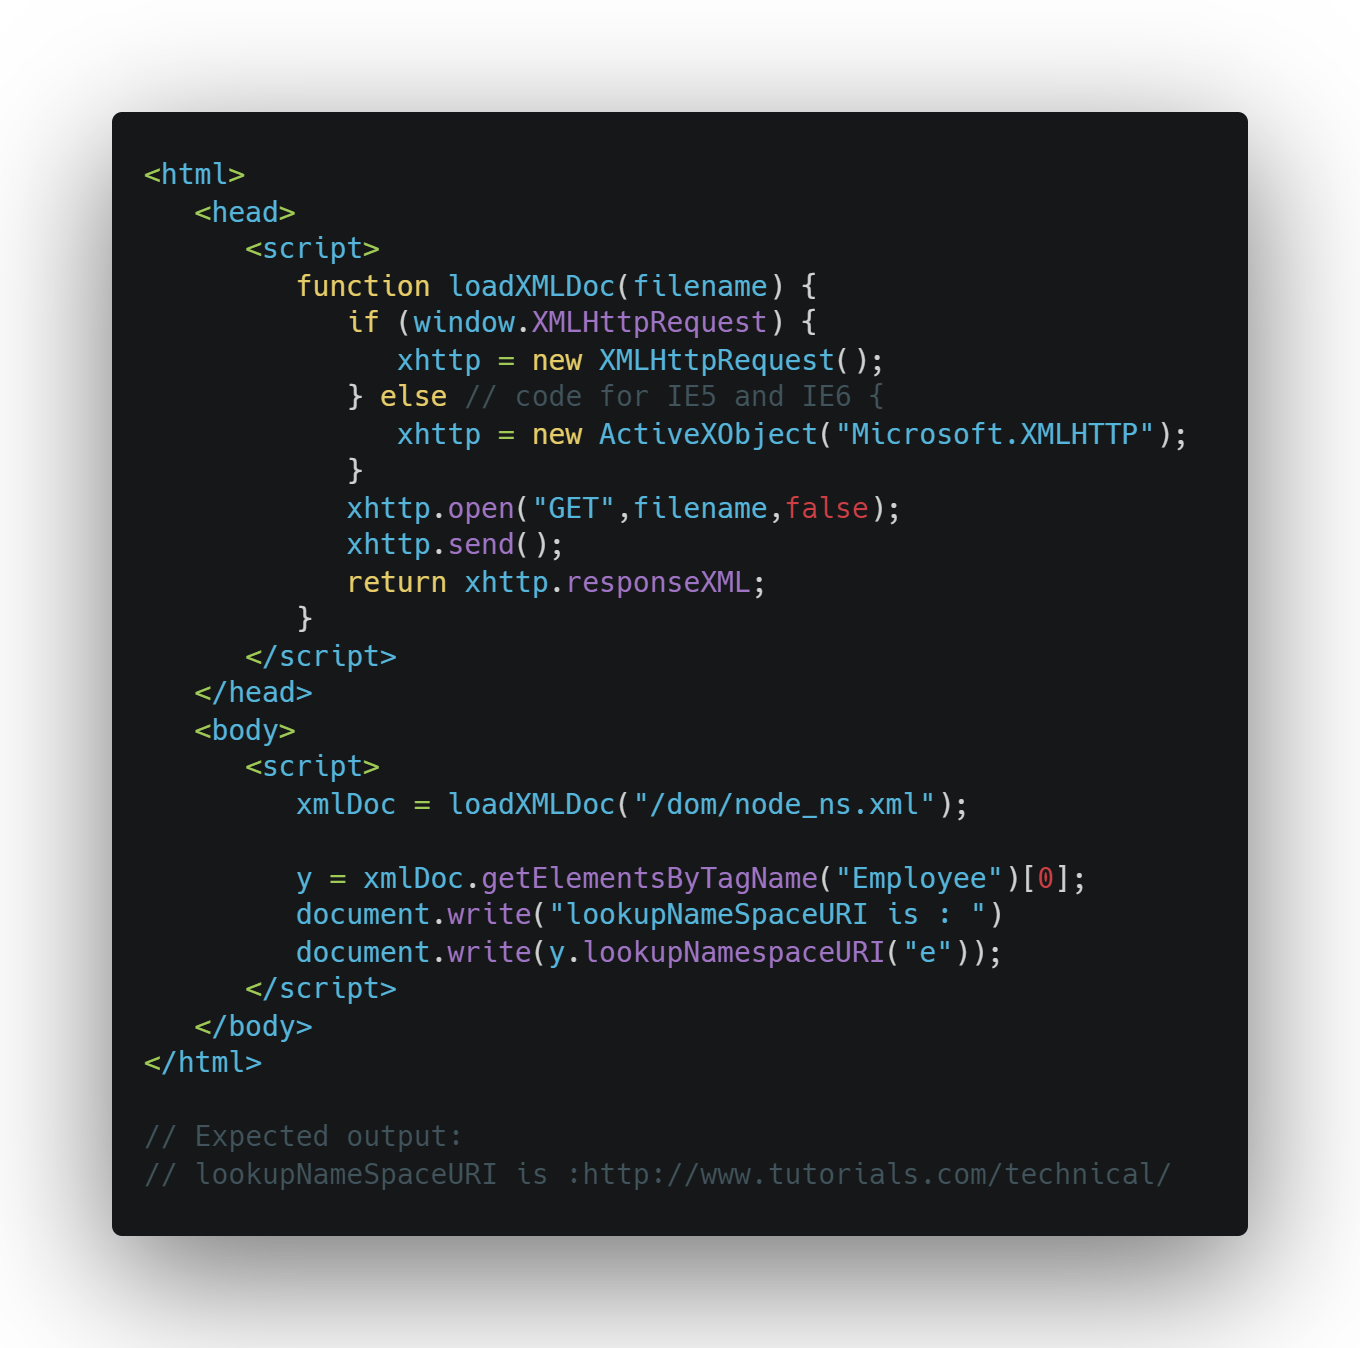 <html>
   <head>
      <script>
         function loadXMLDoc(filename) {
            if (window.XMLHttpRequest) {
               xhttp = new XMLHttpRequest();
            } else // code for IE5 and IE6 {
               xhttp = new ActiveXObject("Microsoft.XMLHTTP");
            }
            xhttp.open("GET",filename,false);
            xhttp.send();
            return xhttp.responseXML;
         }
      </script>
   </head>
   <body>
      <script>
         xmlDoc = loadXMLDoc("/dom/node_ns.xml");

         y = xmlDoc.getElementsByTagName("Employee")[0];
         document.write("lookupNameSpaceURI is : ")
         document.write(y.lookupNamespaceURI("e"));
      </script>
   </body>
</html>

// Expected output:
// lookupNameSpaceURI is :http://www.tutorials.com/technical/